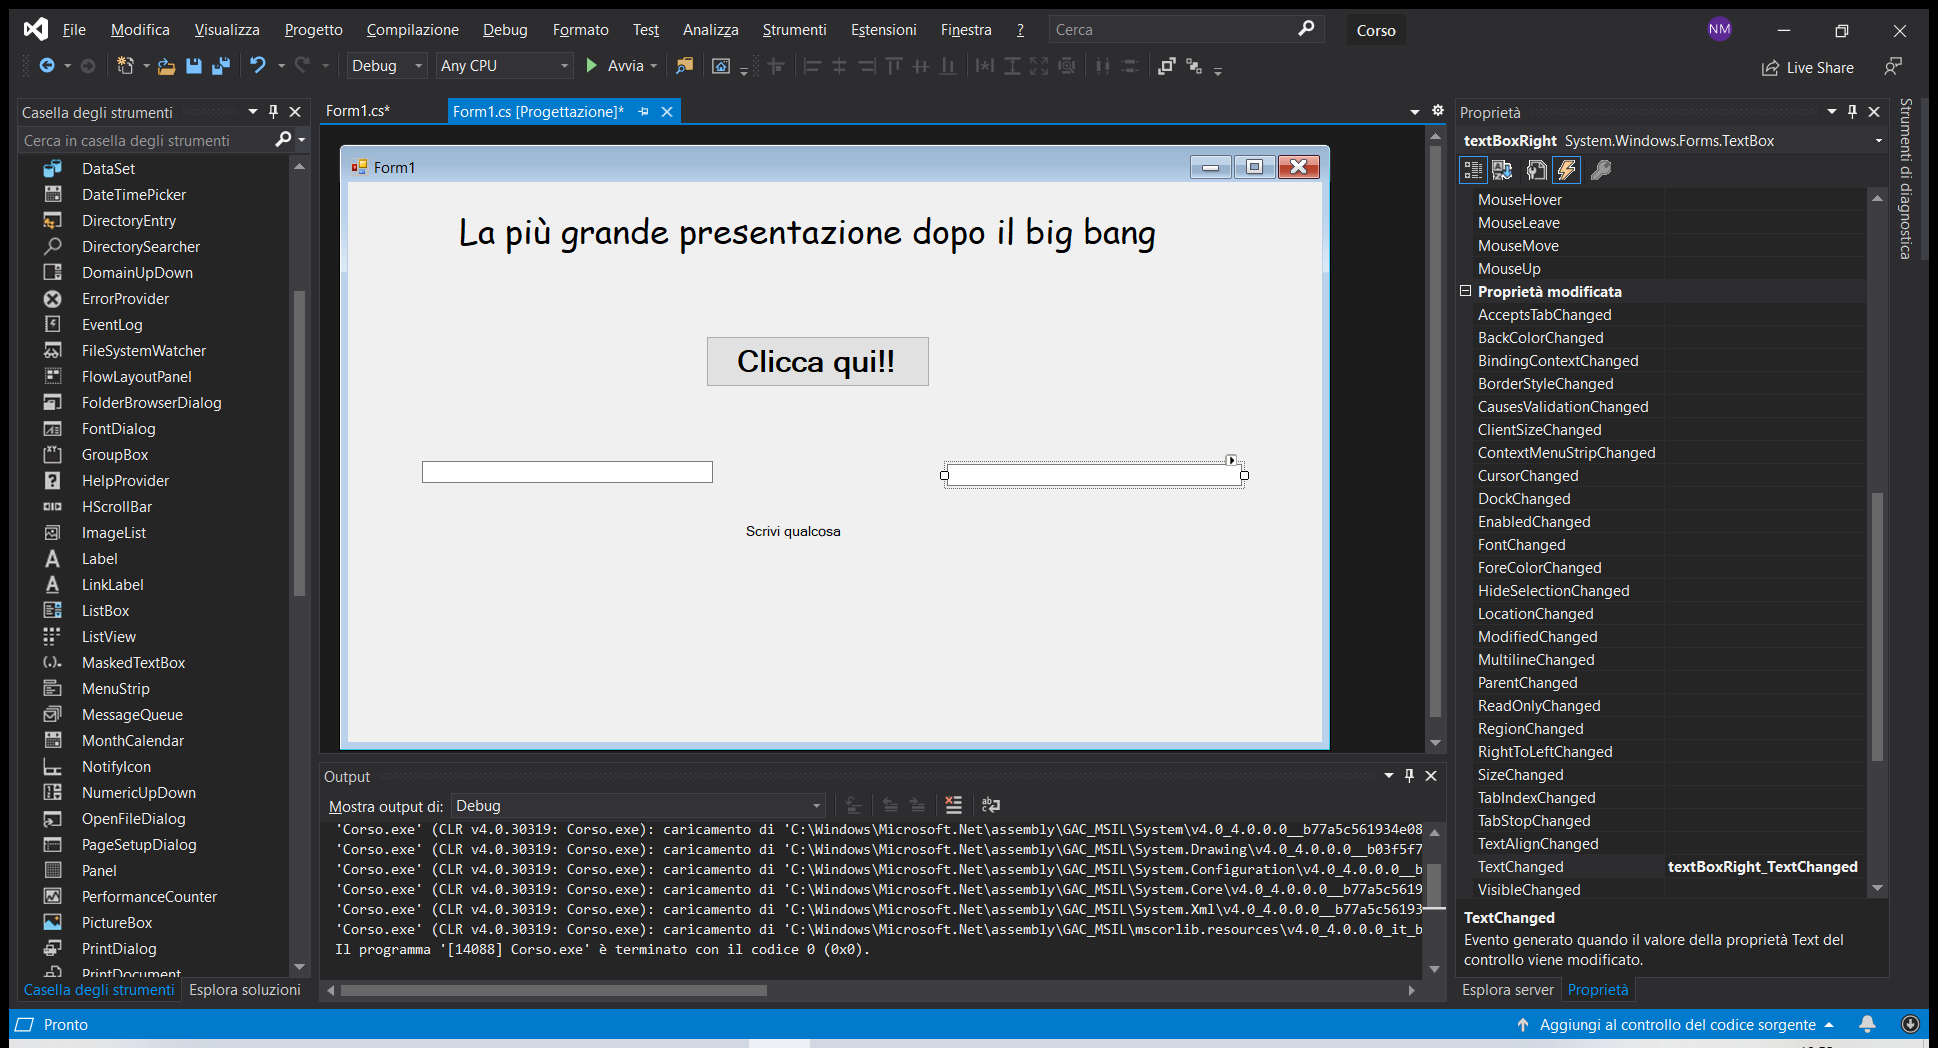 File Modifica Visualizza Progetto Compilazione Debug Formato Test Analizza Strumenti Estensioni Finestra ? Cerca Corso NM
Debug Any CPU Avvia Live Share
Casella degli strumenti
Cerca in casella degli strumenti
DataSet
DateTimePicker
DirectoryEntry
DirectorySearcher
DomainUpDown
ErrorProvider
EventLog
FileSystemWatcher
FlowLayoutPanel
FolderBrowserDialog
FontDialog
GroupBox
HelpProvider
HScrollBar
ImageList
Label
LinkLabel
ListBox
ListView
MaskedTextBox
MenuStrip
MessageQueue
MonthCalendar
NotifyIcon
NumericUpDown
OpenFileDialog
PageSetupDialog
Panel
PerformanceCounter
PictureBox
PrintDialog
PrintDocument
Casella degli strumenti Esplora soluzioni
Form1.cs* Form1.cs [Progettazione]*
Form1
La più grande presentazione dopo il big bang
Clicca qui!!
Scrivi qualcosa
Output
Mostra output di: Debug
'Corso.exe' (CLR v4.0.30319: Corso.exe): caricamento di 'C:\Windows\Microsoft.Net\assembly\GAC_MSIL\System\v4.0_4.0.0.0__b77a5c561934e08
'Corso.exe' (CLR v4.0.30319: Corso.exe): caricamento di 'C:\Windows\Microsoft.Net\assembly\GAC_MSIL\System.Drawing\v4.0_4.0.0.0__b03f5f7
'Corso.exe' (CLR v4.0.30319: Corso.exe): caricamento di 'C:\Windows\Microsoft.Net\assembly\GAC_MSIL\System.Configuration\v4.0_4.0.0.0__b
'Corso.exe' (CLR v4.0.30319: Corso.exe): caricamento di 'C:\Windows\Microsoft.Net\assembly\GAC_MSIL\System.Core\v4.0_4.0.0.0__b77a5c5619
'Corso.exe' (CLR v4.0.30319: Corso.exe): caricamento di 'C:\Windows\Microsoft.Net\assembly\GAC_MSIL\System.Xml\v4.0_4.0.0.0__b77a5c56193
'Corso.exe' (CLR v4.0.30319: Corso.exe): caricamento di 'C:\Windows\Microsoft.Net\assembly\GAC_MSIL\mscorlib.resources\v4.0_4.0.0.0_it_b
Il programma '[14088] Corso.exe' è terminato con il codice 0 (0x0).
Proprietà
textBoxRight System.Windows.Forms.TextBox
MouseHover
MouseLeave
MouseMove
MouseUp
Proprietà modificata
AcceptsTabChanged
BackColorChanged
BindingContextChanged
BorderStyleChanged
CausesValidationChanged
ClientSizeChanged
ContextMenuStripChanged
CursorChanged
DockChanged
EnabledChanged
FontChanged
ForeColorChanged
HideSelectionChanged
LocationChanged
ModifiedChanged
MultilineChanged
ParentChanged
ReadOnlyChanged
RegionChanged
RightToLeftChanged
SizeChanged
TabIndexChanged
TabStopChanged
TextAlignChanged
TextChanged textBoxRight_TextChanged
VisibleChanged
TextChanged
Evento generato quando il valore della proprietà Text del
controllo viene modificato.
Esplora server Proprietà
Strumenti di diagnostica
Pronto Aggiungi al controllo del codice sorgente